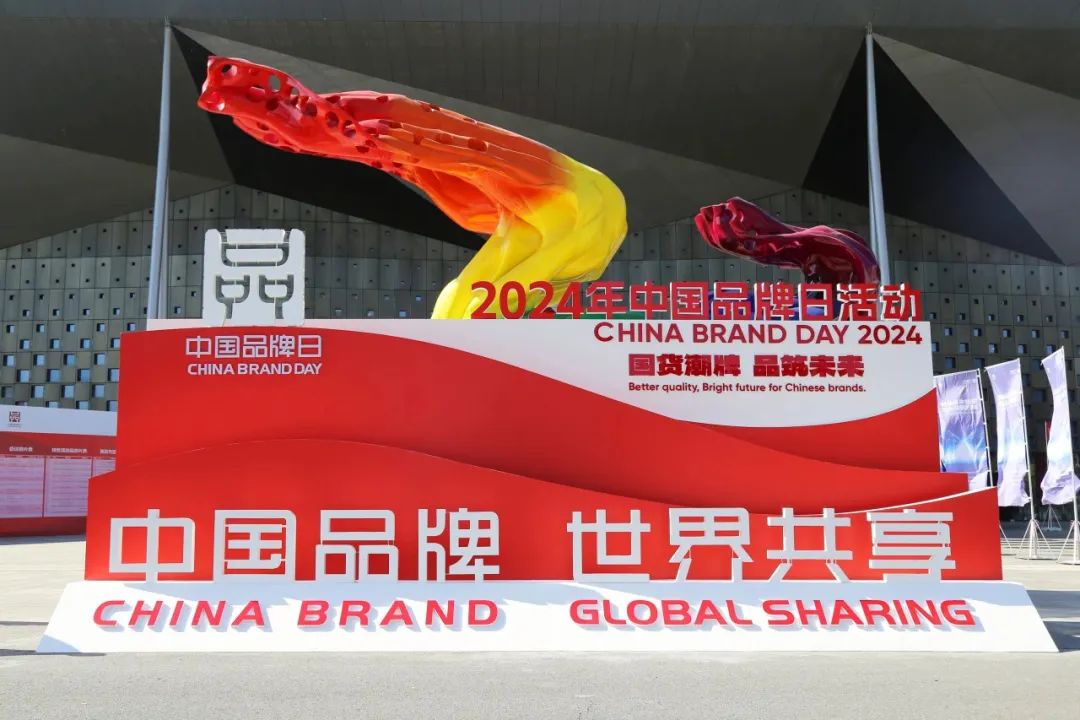 品
中国品牌日
CHINA BRAND DAY
2024年中国品牌日活动
CHINA BRAND DAY 2024
国货潮牌 品筑未来
Better quality, Bright future for Chinese brands.
中国品牌 世界共享
CHINA BRAND GLOBAL SHARING